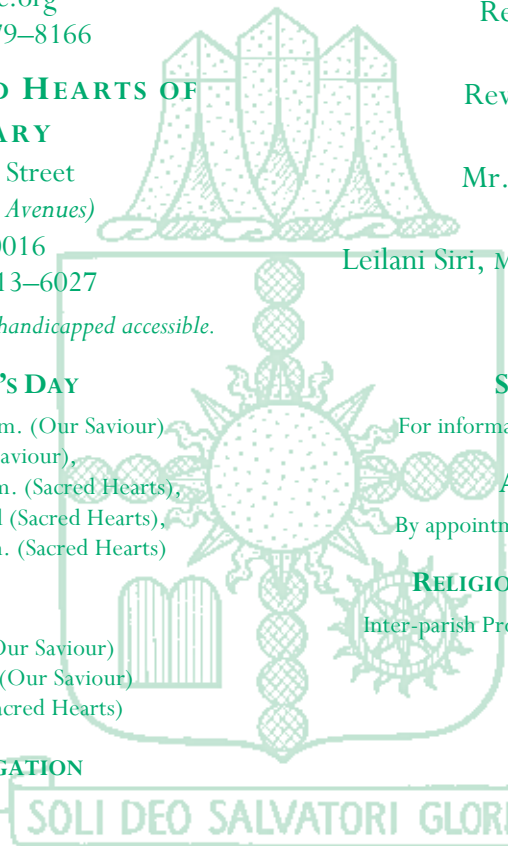 c.org
79–8166
D HEARTS OF
ARY
Street
Avenues)
0016
13–6027
handicapped accessible.
’S DAY
m. (Our Saviour)
aviour),
m. (Sacred Hearts),
l (Sacred Hearts),
n. (Sacred Hearts)
Our Saviour)
(Our Saviour)
acred Hearts)
GATION
Re
Rev
Mr.
Leilani Siri, M
S
For informa
A
By appointm
RELIGIO
Inter-parish Pro
SOLI DEO SALVATORI GLORI